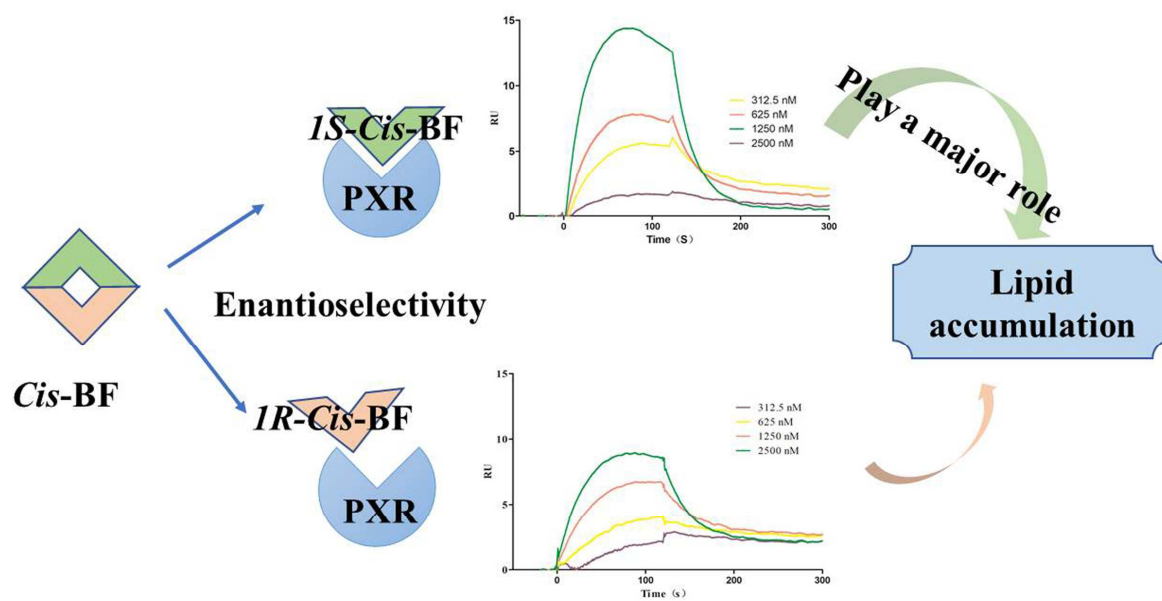 1S-Cis-BF
PXR
Enantioselectivity
Cis-BF
1R-Cis-BF
PXR
15
10
5
0
RU
0
100
200
300
Time (S)
312.5 nM
625 nM
1250 nM
2500 nM
15
10
5
0
RU
0
100
200
300
Time (s)
312.5 nM
625 nM
1250 nM
2500 nM
Play a major role
Lipid
accumulation